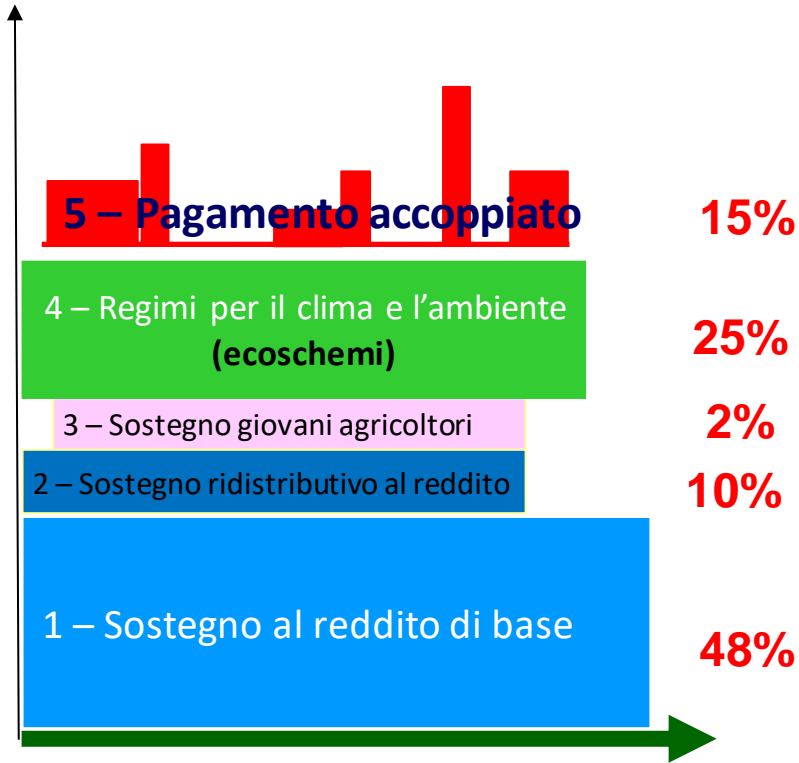 5 – Pagamento accoppiato 15%
4 – Regimi per il clima e l’ambiente
(ecoschemi) 25%
3 – Sostegno giovani agricoltori 2%
2 – Sostegno ridistributivo al reddito 10%
1 – Sostegno al reddito di base 48%